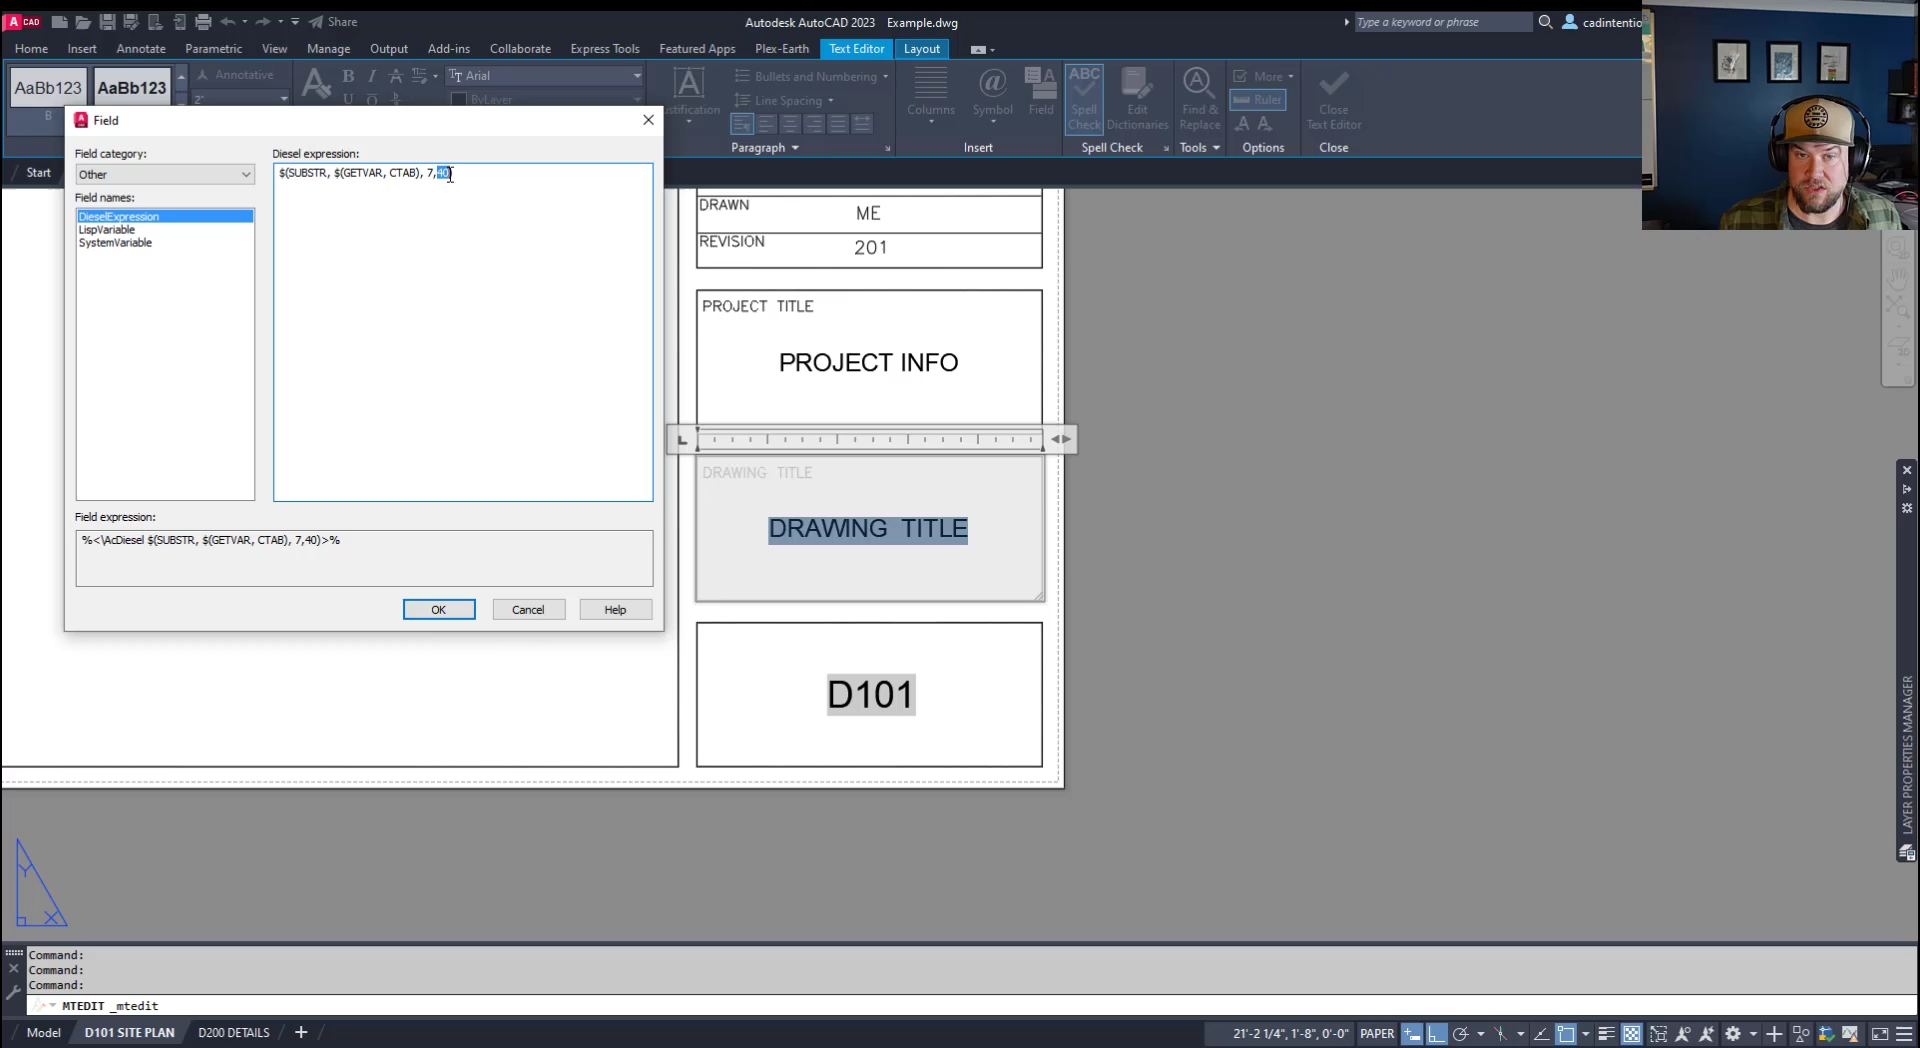 A CAD
Share
Autodesk AutoCAD 2023 Example.dwg
Type a keyword or phrase
cadintentio
Home Insert Annotate Parametric View Manage Output Add-ins Collaborate Express Tools Featured Apps Plex-Earth Text Editor Layout
AaBb123 AaBb123 Annotative
B I Arial
2" ByLayer
Bullets and Numbering
Line Spacing
Paragraph
Columns Symbol Field
Insert
ABC
Spell Check
Edit Dictionaries
Spell Check
Find & Replace
Tools
More
Ruler
Options
Close Text Editor
Close
Start
Field
Field category:
Other
Field names:
DieselExpression
LispVariable
SystemVariable
Diesel expression:
$(SUBSTR, $(GETVAR, CTAB), 7,40)
Field expression:
%<\AcDiesel $(SUBSTR, $(GETVAR, CTAB), 7,40)>%
OK Cancel Help
DRAWN ME
REVISION 201
PROJECT TITLE
PROJECT INFO
DRAWING TITLE
DRAWING TITLE
D101
LAYER PROPERTIES MANAGER
Y
X
Command:
Command:
Command:
MTEDIT _mtedit
Model D101 SITE PLAN D200 DETAILS +
21'-2 1/4", 1'-8", 0'-0" PAPER